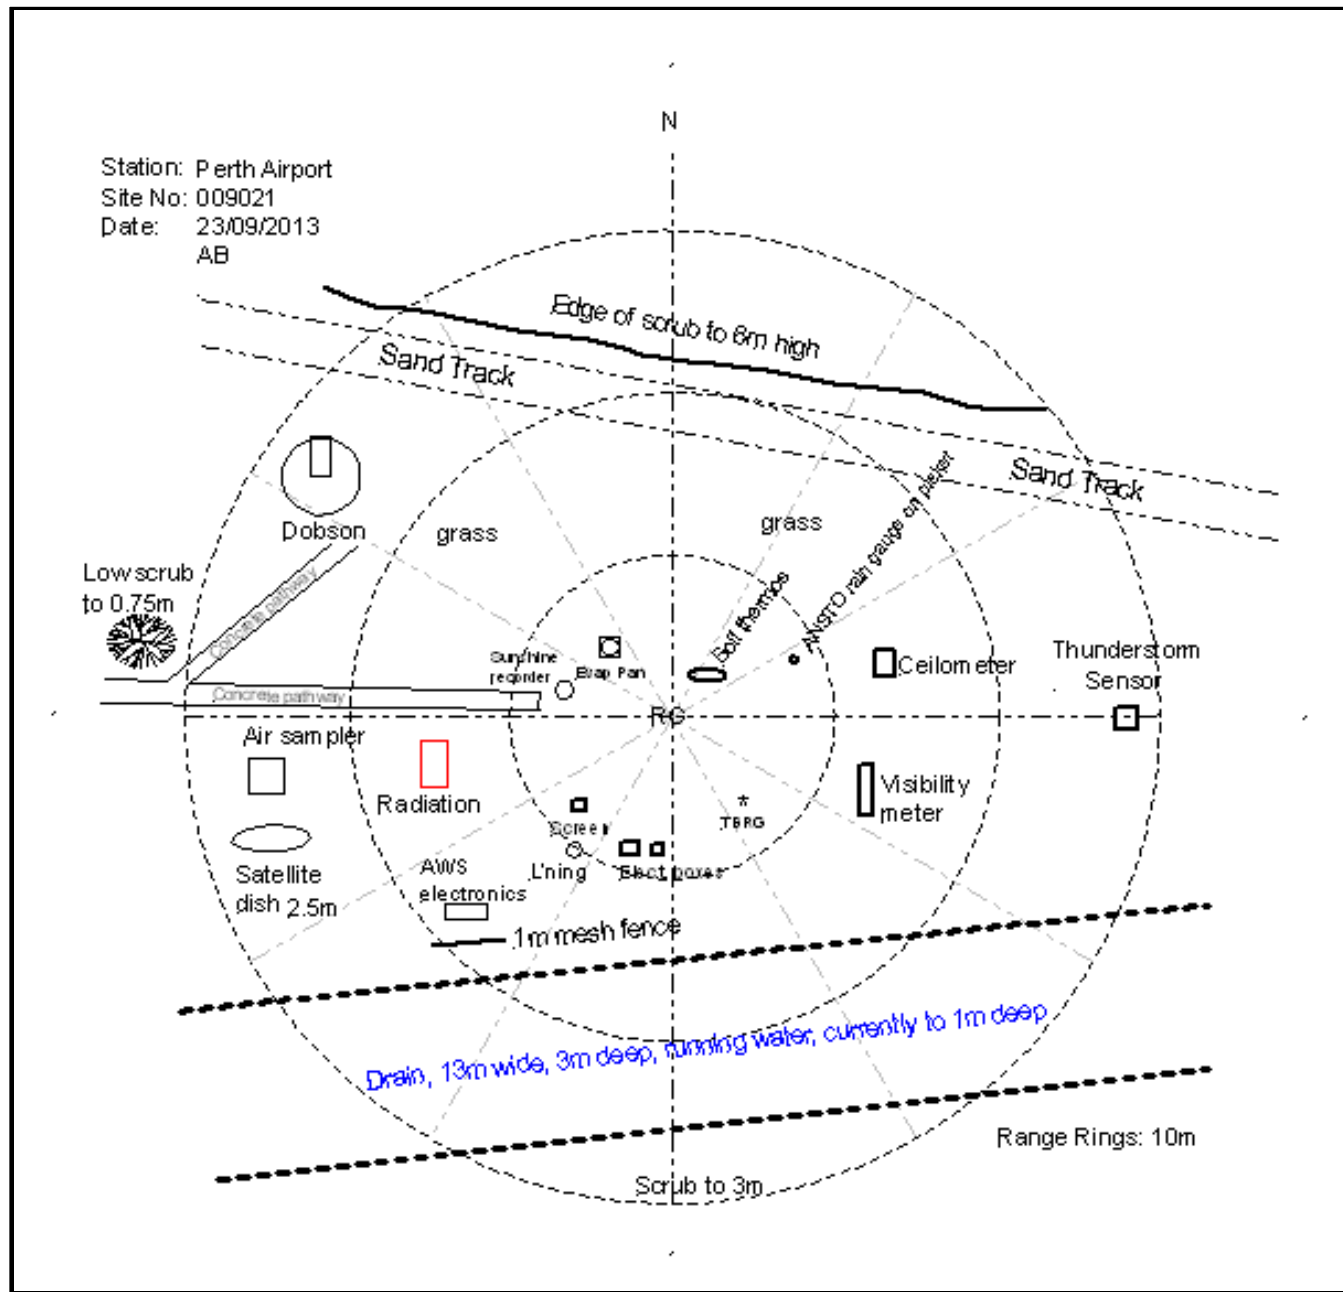 N
Station: Perth Airport
Site No: 009021
Date: 23/09/2013
AB
Edge of scrub to 6m high
Sand Track
Sand Track
Dobson
grass
grass
ANSTO rain gauge on picket
Low scrub
to 0.75m
Concrete pathway
Soil thermos
Sunshine
recorder
Evap Pan
Ceilometer
Thunderstorm
Sensor
Concrete pathway
RG
Air sampler
Radiation
Visibility
meter
Screen
TBRG
L'ning
Elect boxes
Satellite
dish 2.5m
AWS
electronics
1m mesh fence
Drain, 13m wide, 3m deep, running water, currently to 1m deep
Range Rings: 10m
Scrub to 3m